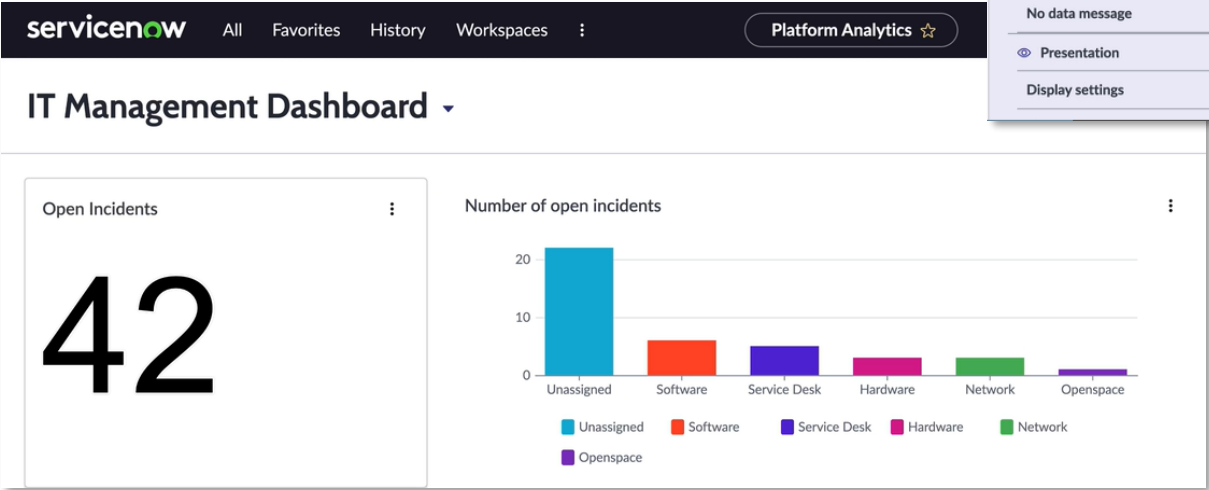 servicenow All Favorites History Workspaces Platform Analytics
No data message
Presentation
Display settings
IT Management Dashboard
Open Incidents
42
Number of open incidents
20
10
0
Unassigned Software Service Desk Hardware Network Openspace
Unassigned Software Service Desk Hardware Network
Openspace